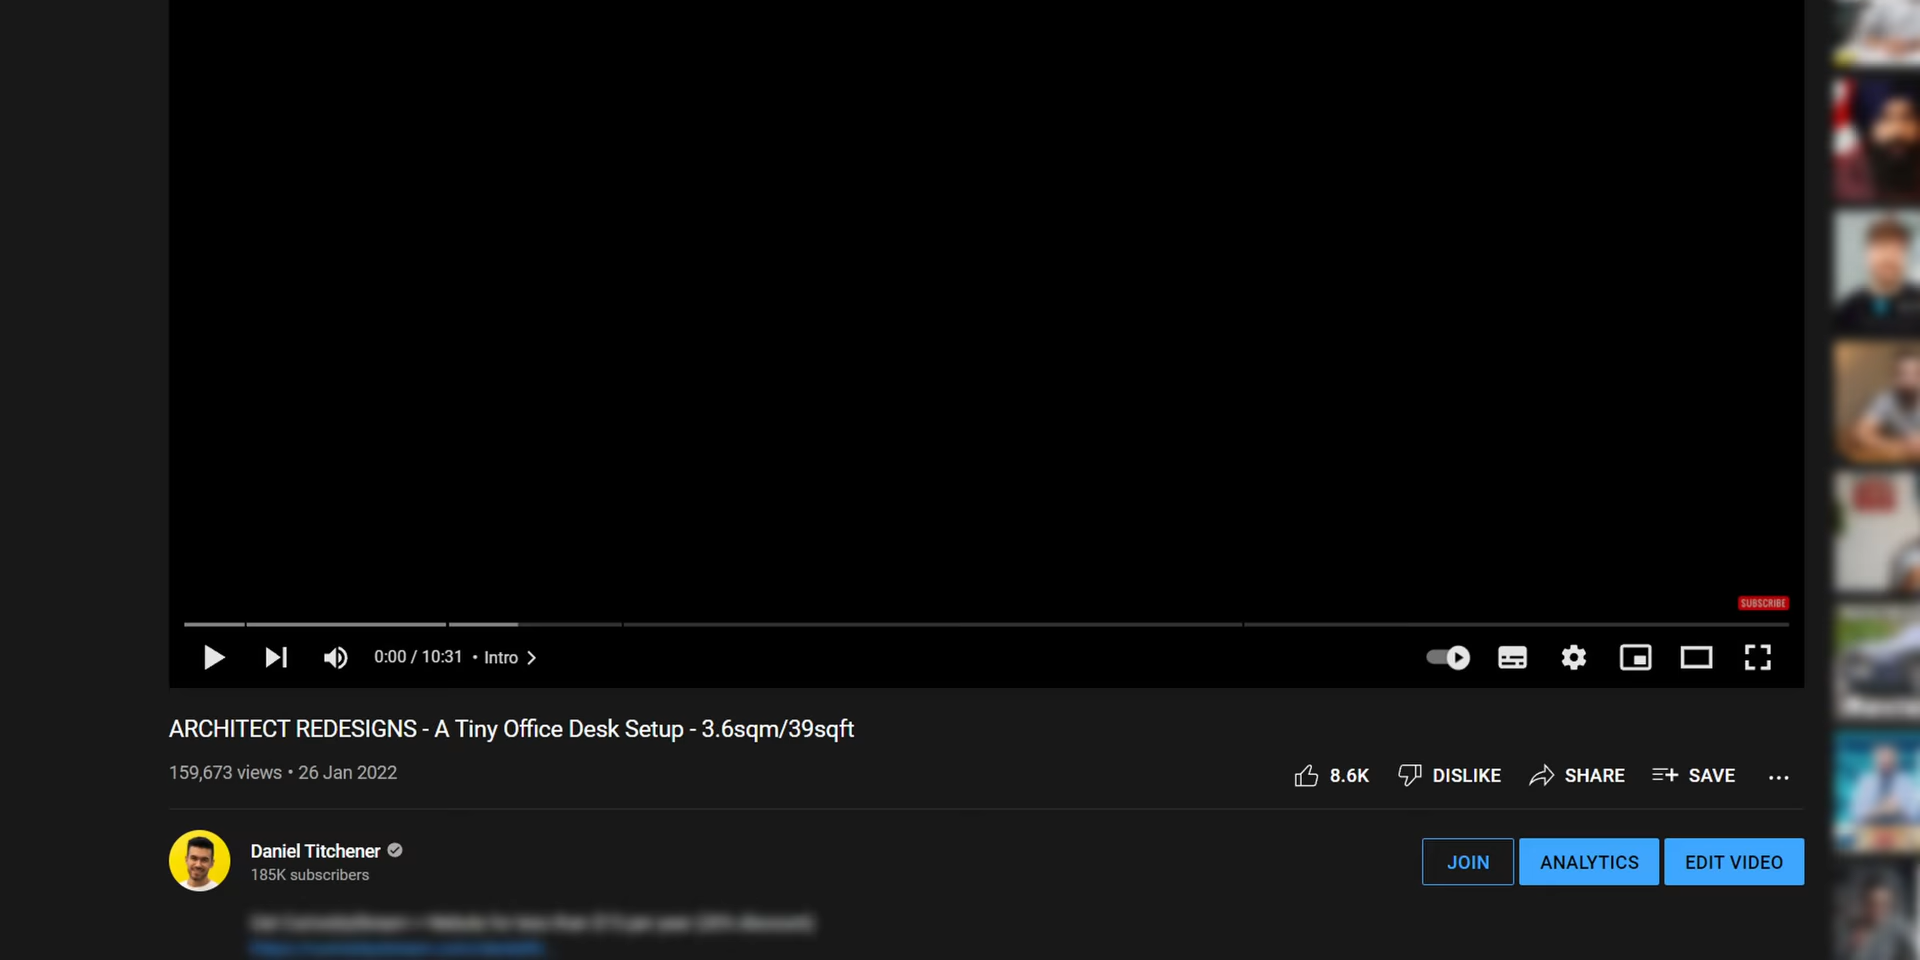 SUBSCRIBE
0:00 / 10:31 • Intro
ARCHITECT REDESIGNS - A Tiny Office Desk Setup - 3.6sqm/39sqft
159,673 views • 26 Jan 2022
8.6K DISLIKE SHARE SAVE
Daniel Titchener
185K subscribers
JOIN ANALYTICS EDIT VIDEO